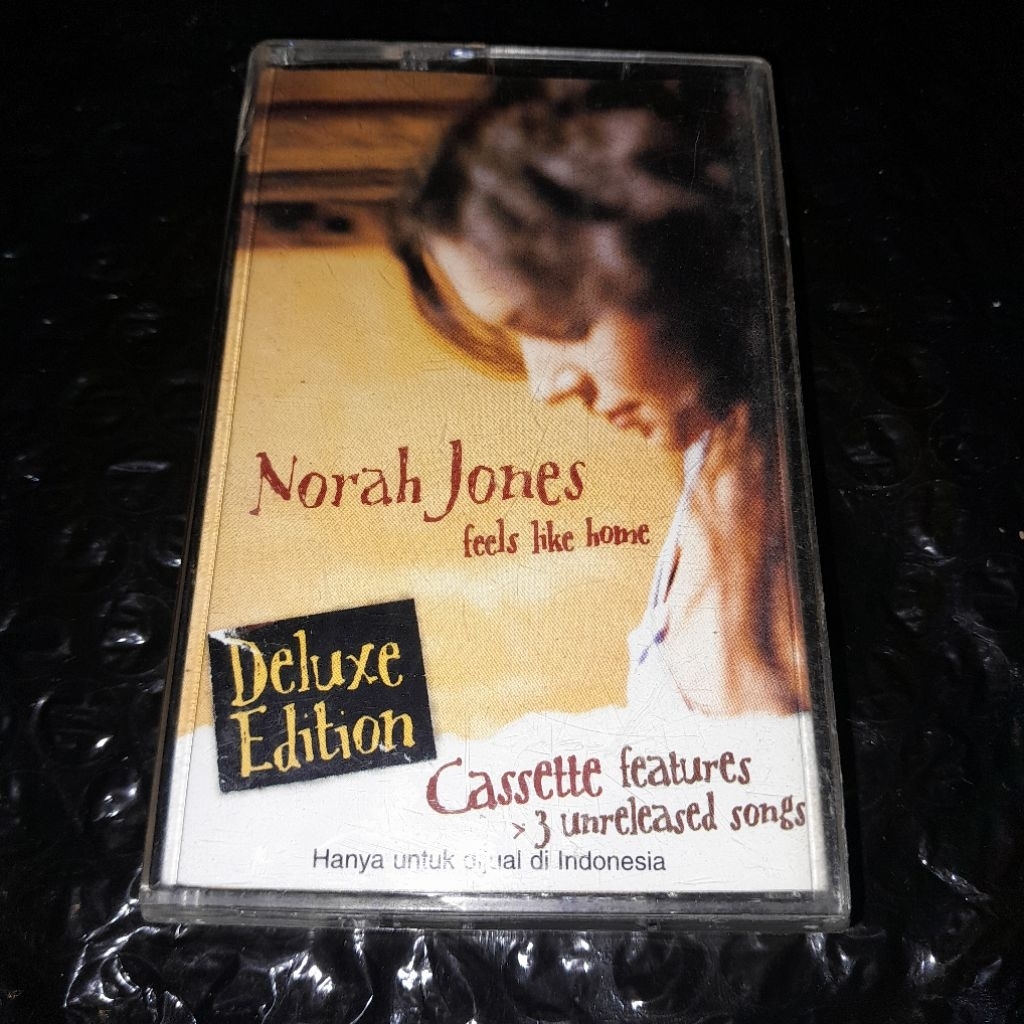 Norah Jones
feels like home
Deluxe
Edition
Cassette features
> 3 unreleased songs
Hanya untuk dijual di Indonesia